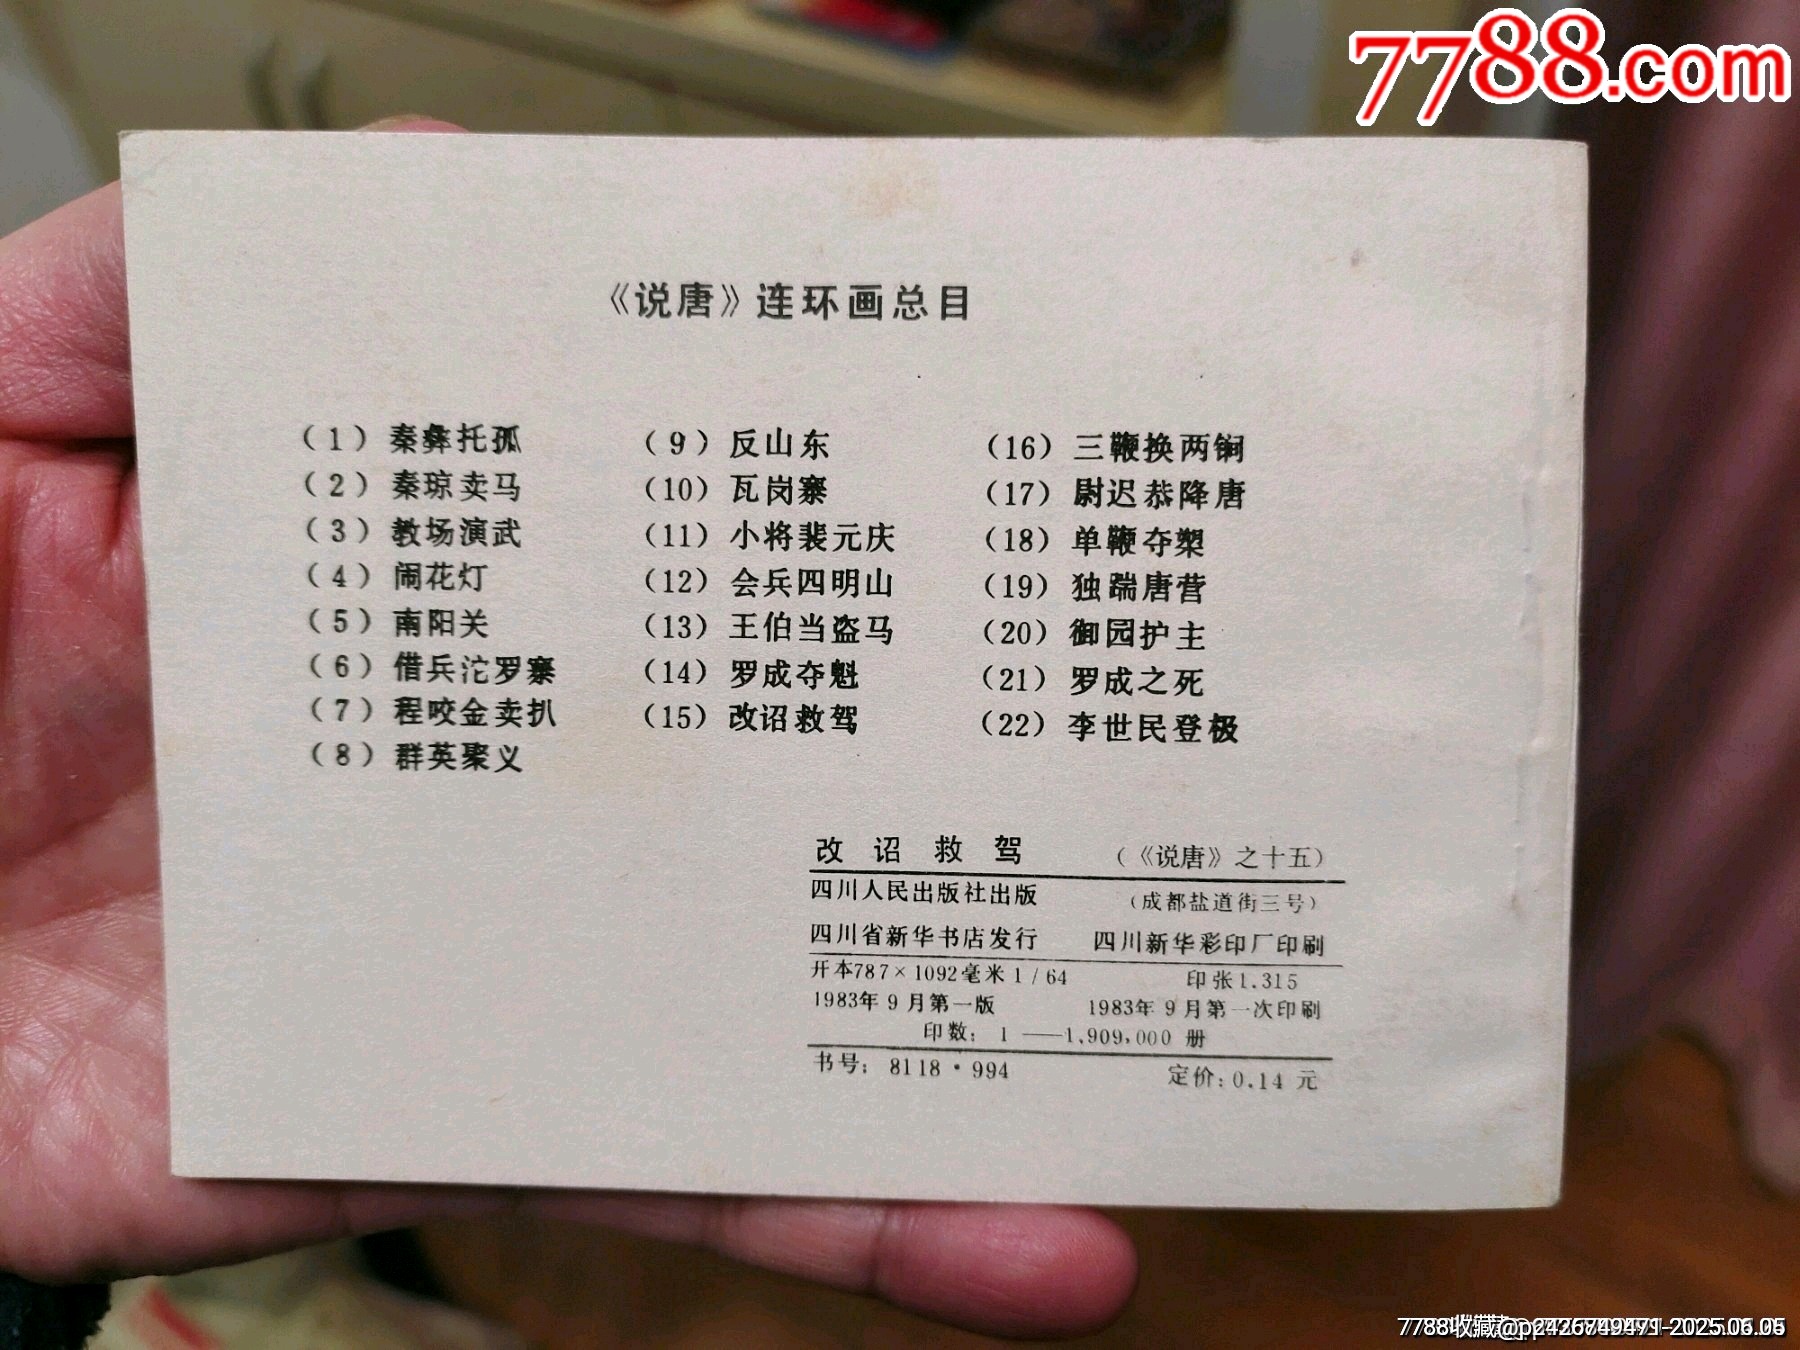 7788.com
《说唐》连环画总目
（1）秦彝托孤
（2）秦琼卖马
（3）教场演武
（4）闹花灯
（5）南阳关
（6）借兵沱罗寨
（7）程咬金卖扒
（8）群英聚义
（9）反山东
（10）瓦岗寨
（11）小将裴元庆
（12）会兵四明山
（13）王伯当盗马
（14）罗成夺魁
（15）改诏救驾
（16）三鞭换两锏
（17）尉迟恭降唐
（18）单鞭夺槊
（19）独踹唐营
（20）御园护主
（21）罗成之死
（22）李世民登极
改诏救驾 （《说唐》之十五）
四川人民出版社出版 （成都盐道街三号）
四川省新华书店发行 四川新华彩印厂印刷
开本787×1092毫米1/64 印张1.315
1983年9月第一版 1983年9月第一次印刷
印数：1——1,909,000 册
书号：8118·994 定价：0.14 元